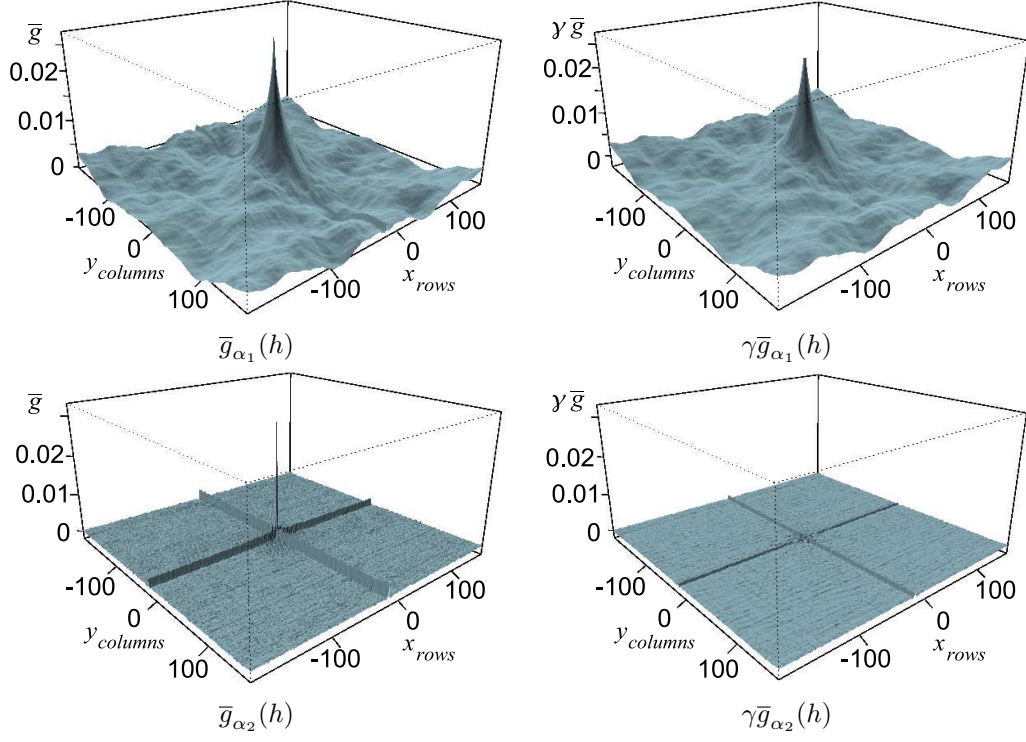 g̅
0.02
0.01
0
-100
0
100
y_columns
-100
0
100
x_rows
g̅_α₁(h)
γ g̅
0.02
0.01
0
-100
0
100
y_columns
-100
0
100
x_rows
γg̅_α₁(h)
g̅
0.02
0.01
0
-100
0
100
y_columns
-100
0
100
x_rows
g̅_α₂(h)
γ g̅
0.02
0.01
0
-100
0
100
y_columns
-100
0
100
x_rows
γg̅_α₂(h)